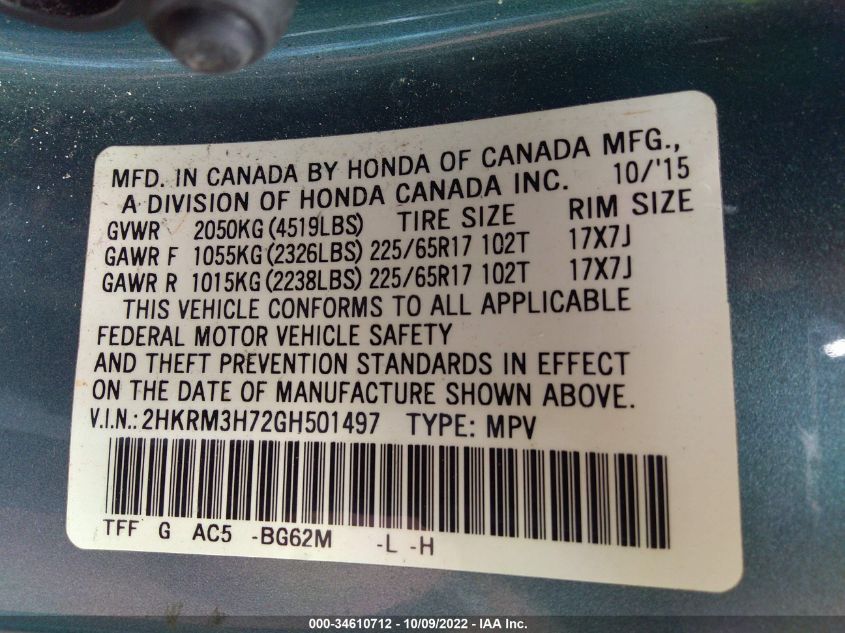 MFD. IN CANADA BY HONDA OF CANADA MFG.,
A DIVISION OF HONDA CANADA INC. 10/'15
GVWR 2050KG (4519LBS) TIRE SIZE RIM SIZE
GAWR F 1055KG (2326LBS) 225/65R17 102T 17X7J
GAWR R 1015KG (2238LBS) 225/65R17 102T 17X7J
THIS VEHICLE CONFORMS TO ALL APPLICABLE
FEDERAL MOTOR VEHICLE SAFETY
AND THEFT PREVENTION STANDARDS IN EFFECT
ON THE DATE OF MANUFACTURE SHOWN ABOVE.
V.I.N.: 2HKRM3H72GH501497 TYPE: MPV
TFF G AC5 -BG62M -L -H
000-34610712 - 10/09/2022 - IAA Inc.